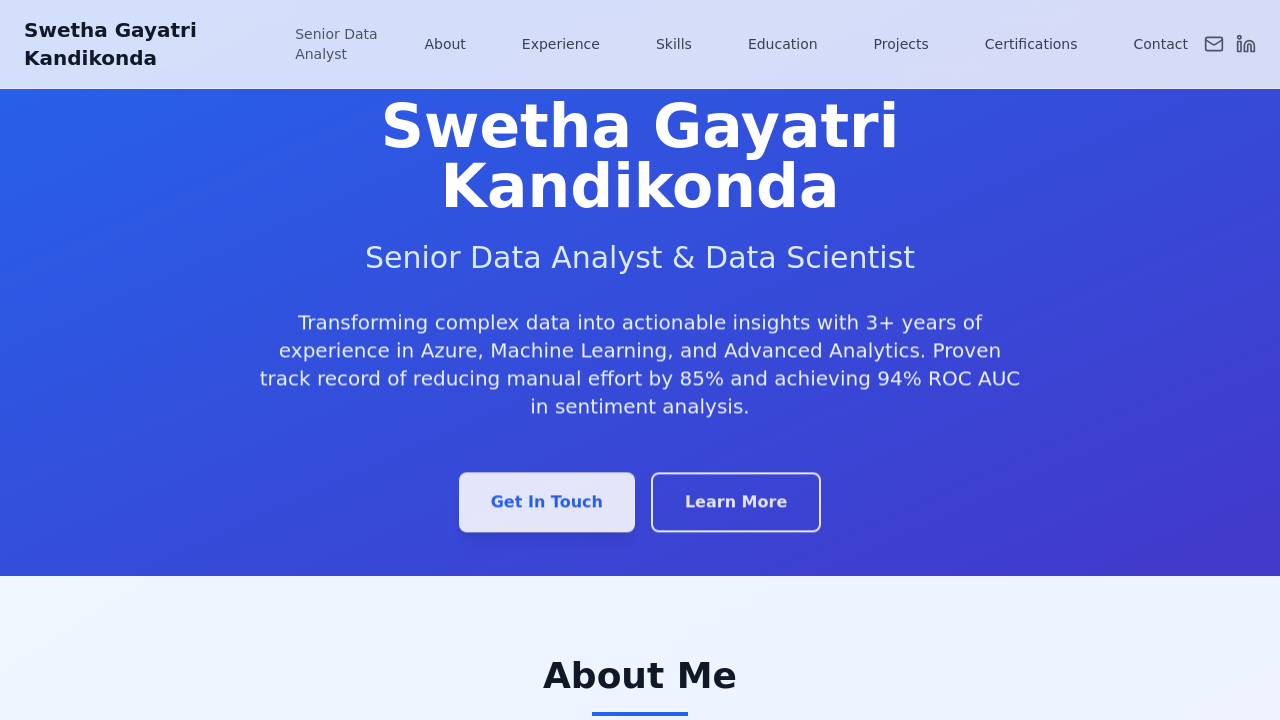 Swetha Gayatri
Kandikonda
Senior Data
Analyst
About
Experience
Skills
Education
Projects
Certifications
Contact
Swetha Gayatri
Kandikonda
Senior Data Analyst & Data Scientist
Transforming complex data into actionable insights with 3+ years of
experience in Azure, Machine Learning, and Advanced Analytics. Proven
track record of reducing manual effort by 85% and achieving 94% ROC AUC
in sentiment analysis.
Get In Touch
Learn More
About Me